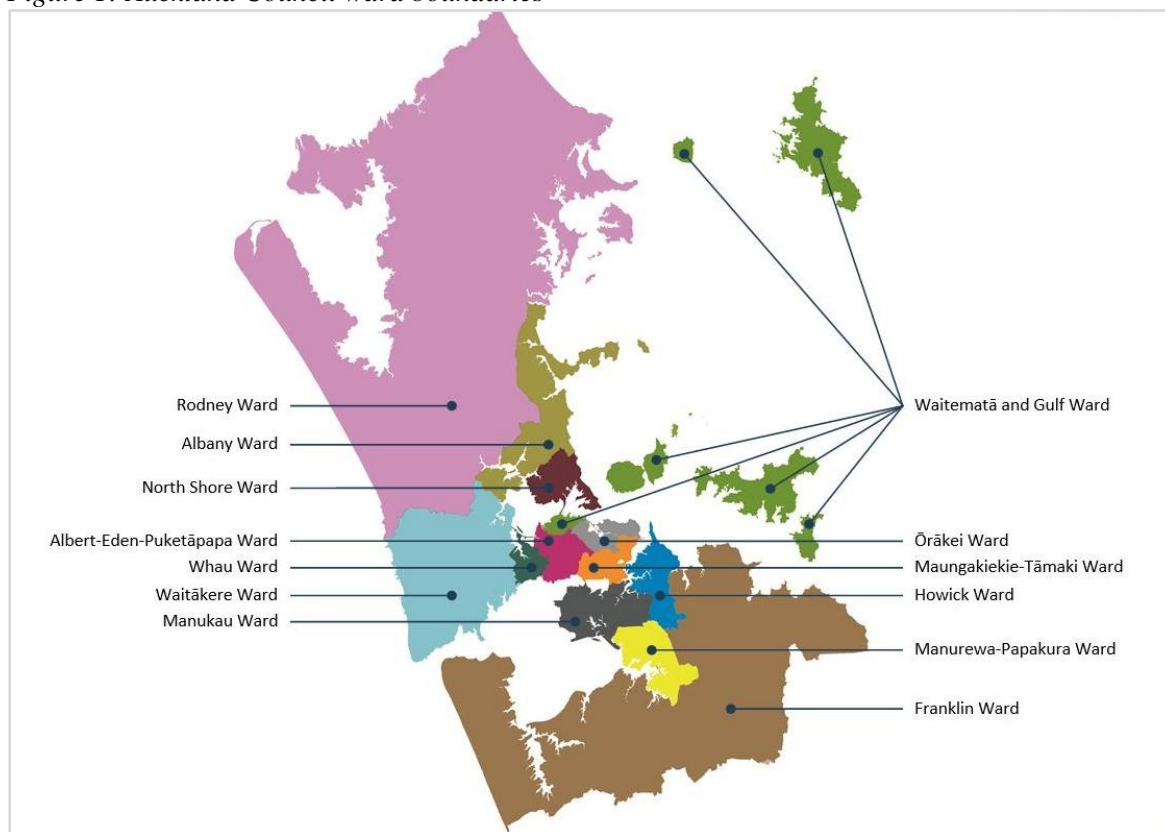 Rodney Ward
Albany Ward
North Shore Ward
Albert-Eden-Puketāpapa Ward
Whau Ward
Waitākere Ward
Manukau Ward
Waitematā and Gulf Ward
Ōrākei Ward
Maungakiekie-Tāmaki Ward
Howick Ward
Manurewa-Papakura Ward
Franklin Ward